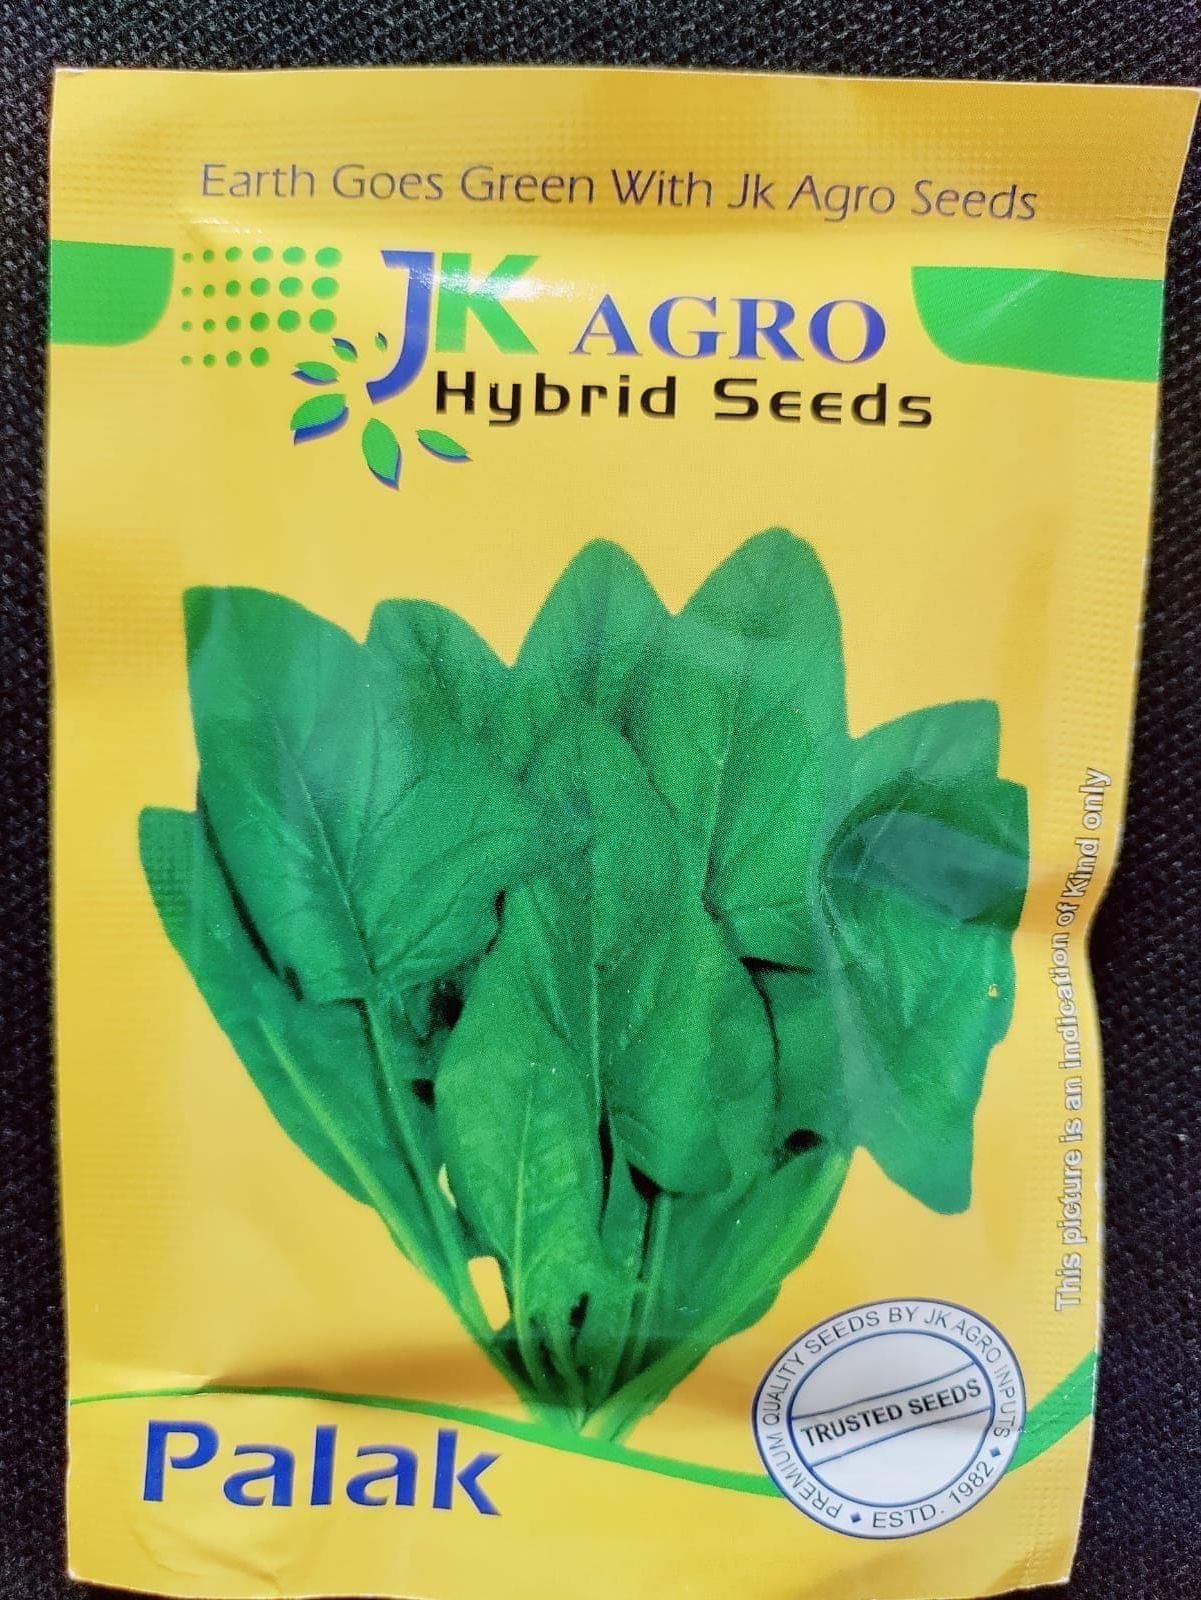 Earth Goes Green With Jk Agro Seeds
JK AGRO
Hybrid Seeds
This picture is an indication of Kind only
Palak
PREMIUM QUALITY SEEDS BY JK AGRO INPUTS
TRUSTED SEEDS
ESTD. 1982